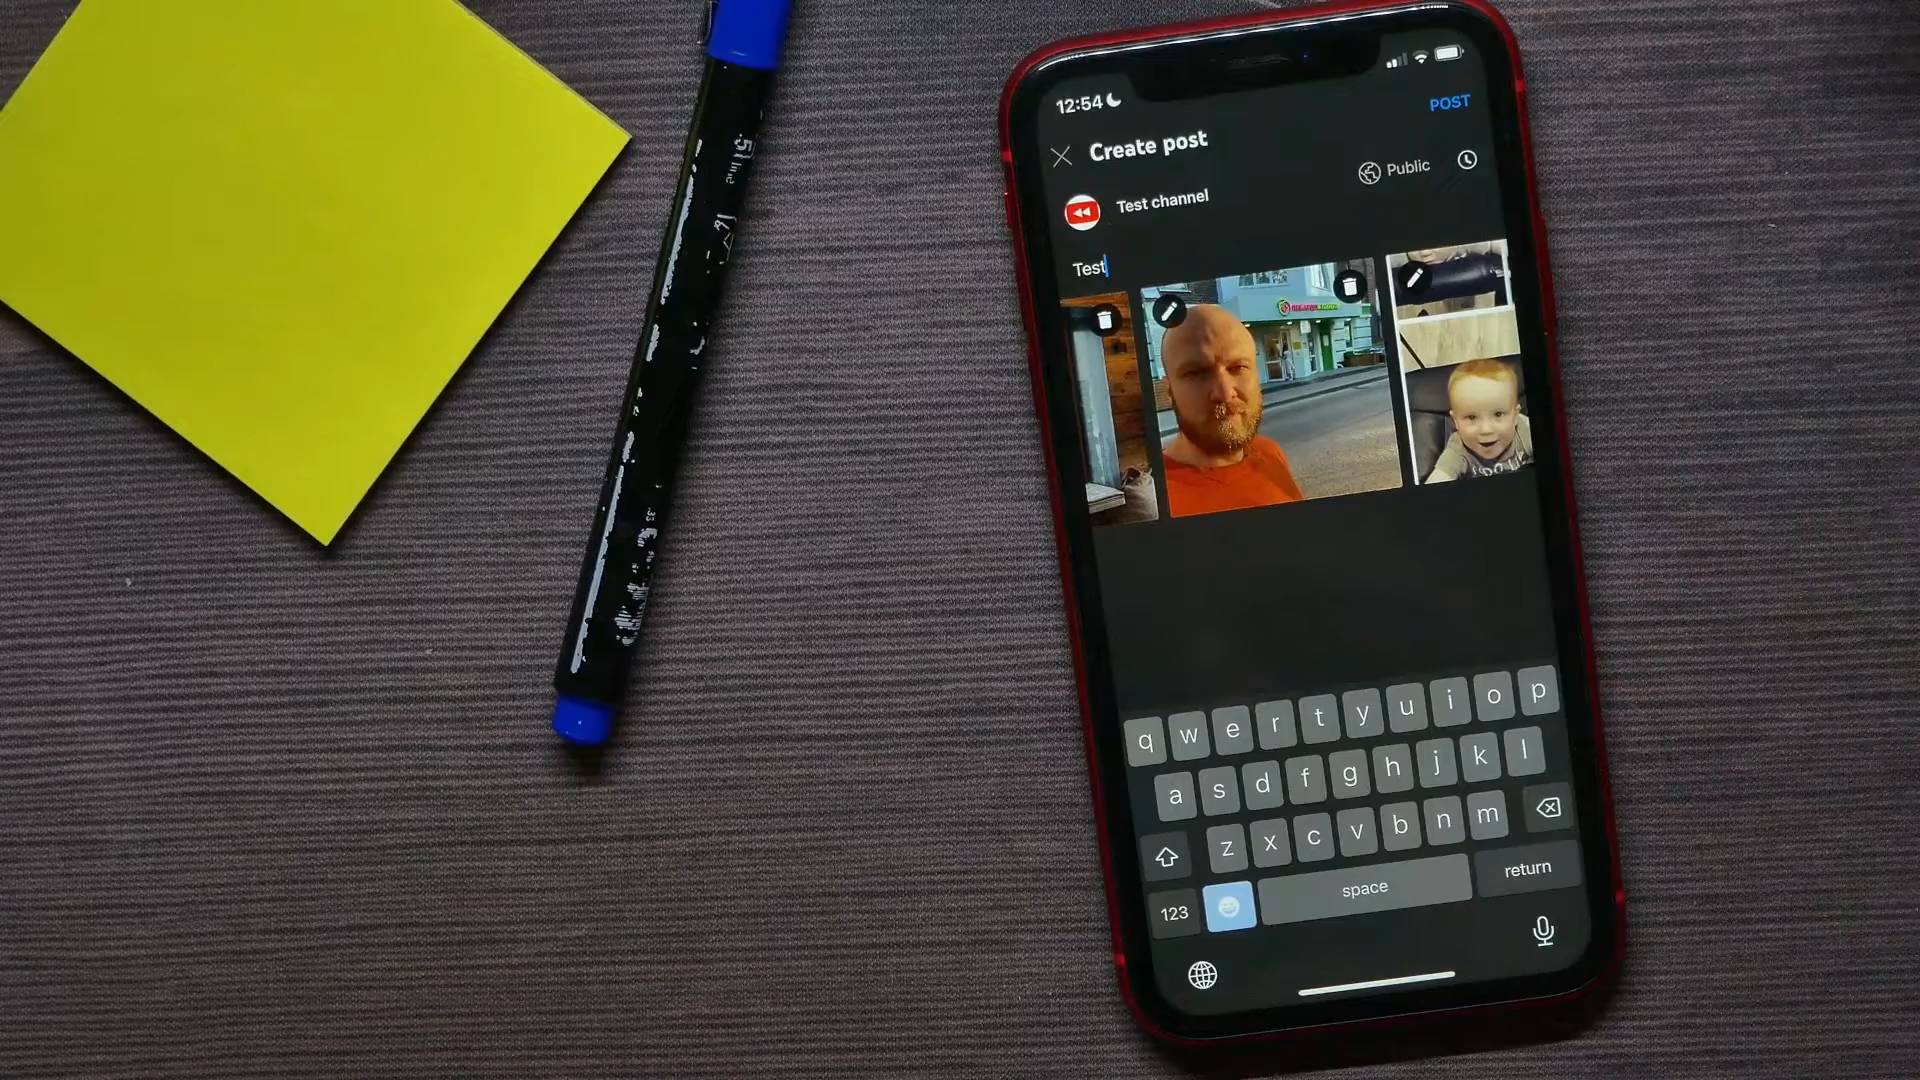 12:54
POST
Create post
Public
Test channel
Test
q w e r t y u i o p
a s d f g h j k l
z x c v b n m
123
space
return